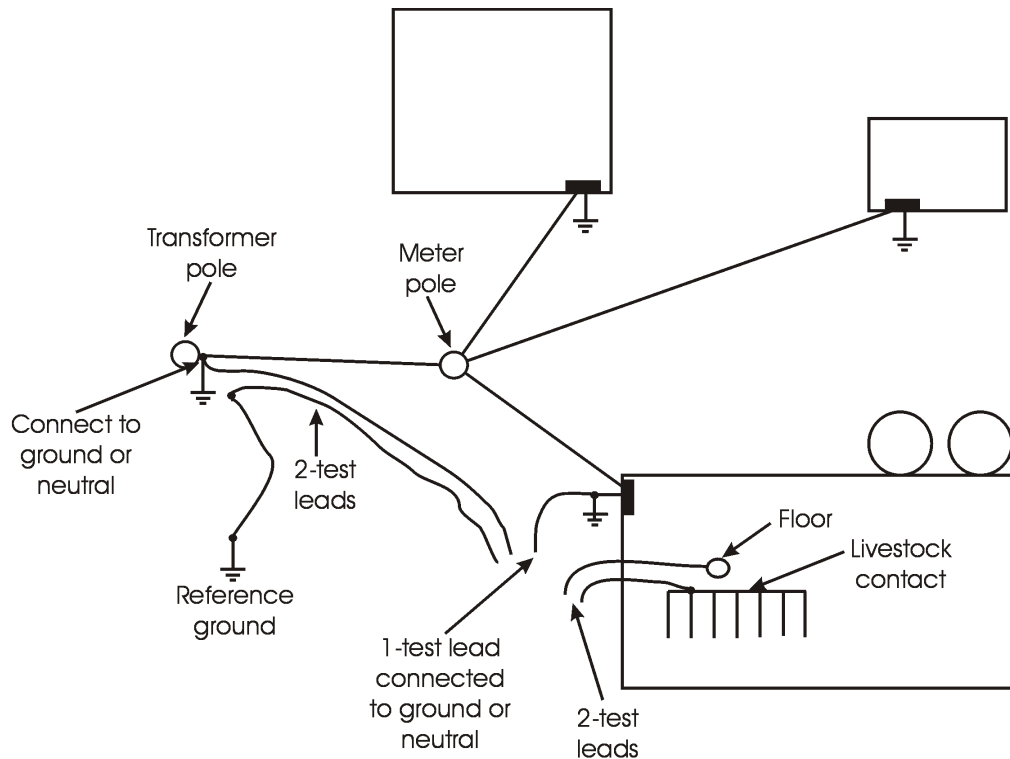 Transformer
pole
Meter
pole
Connect to
ground or
neutral
2-test
leads
Floor
Livestock
contact
Reference
ground
1-test lead
connected
to ground or
neutral
2-test
leads